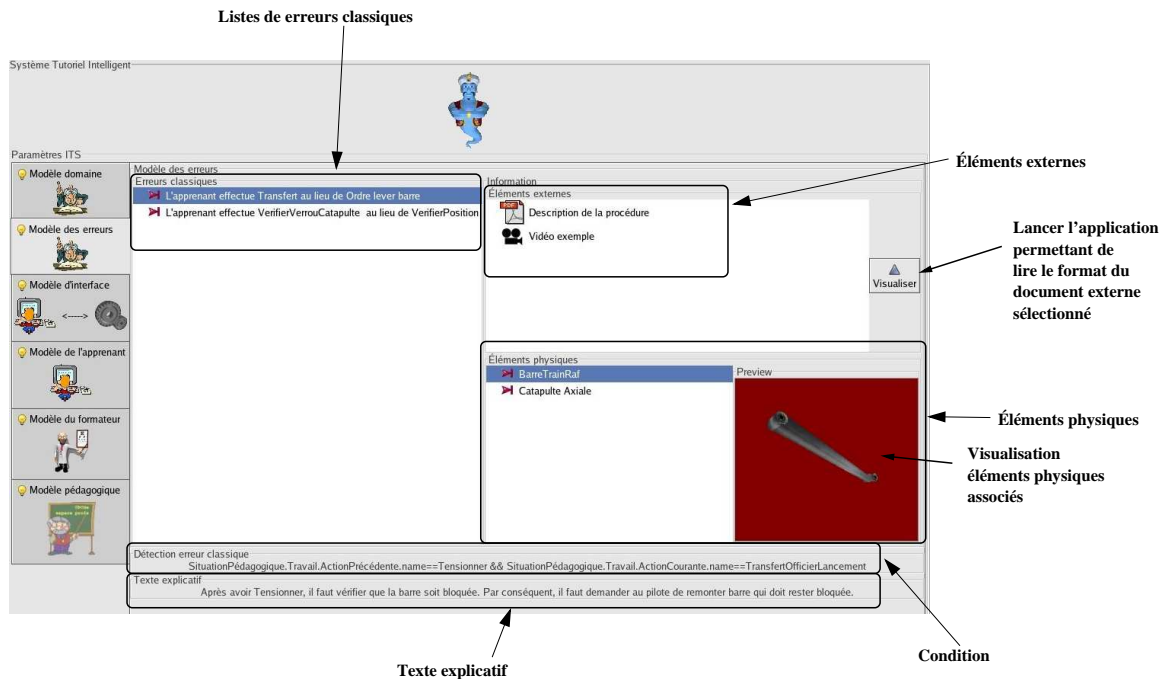 Listes de erreurs classiques
Système Tutoriel Intelligent
Paramètres ITS
Modèle domaine
Modèle des erreurs
Modèle d'interface
<----->
Modèle de l'apprenant
Modèle du formateur
Modèle pédagogique
Modèle des erreurs
Erreurs classiques
L'apprenant effectue Transfert au lieu de Ordre lever barre
L'apprenant effectue VerifierVerrouCatapulte au lieu de VerifierPosition
Information
Éléments externes
PDF
Description de la procédure
Vidéo exemple
Visualiser
Éléments physiques
BarreTrainRaf
Catapulte Axiale
Preview
Détection erreur classique
SituationPédagogique.Travail.ActionPrécédente.name==Tensionner && SituationPédagogique.Travail.ActionCourante.name==TransfertOfficierLancement
Texte explicatif
Après avoir Tensionner, il faut vérifier que la barre soit bloquée. Par conséquent, il faut demander au pilote de remonter barre qui doit rester bloquée.
Éléments externes
Lancer l'application
permettant de
lire le format du
document externe
sélectionné
Éléments physiques
Visualisation
éléments physiques
associés
Condition
Texte explicatif